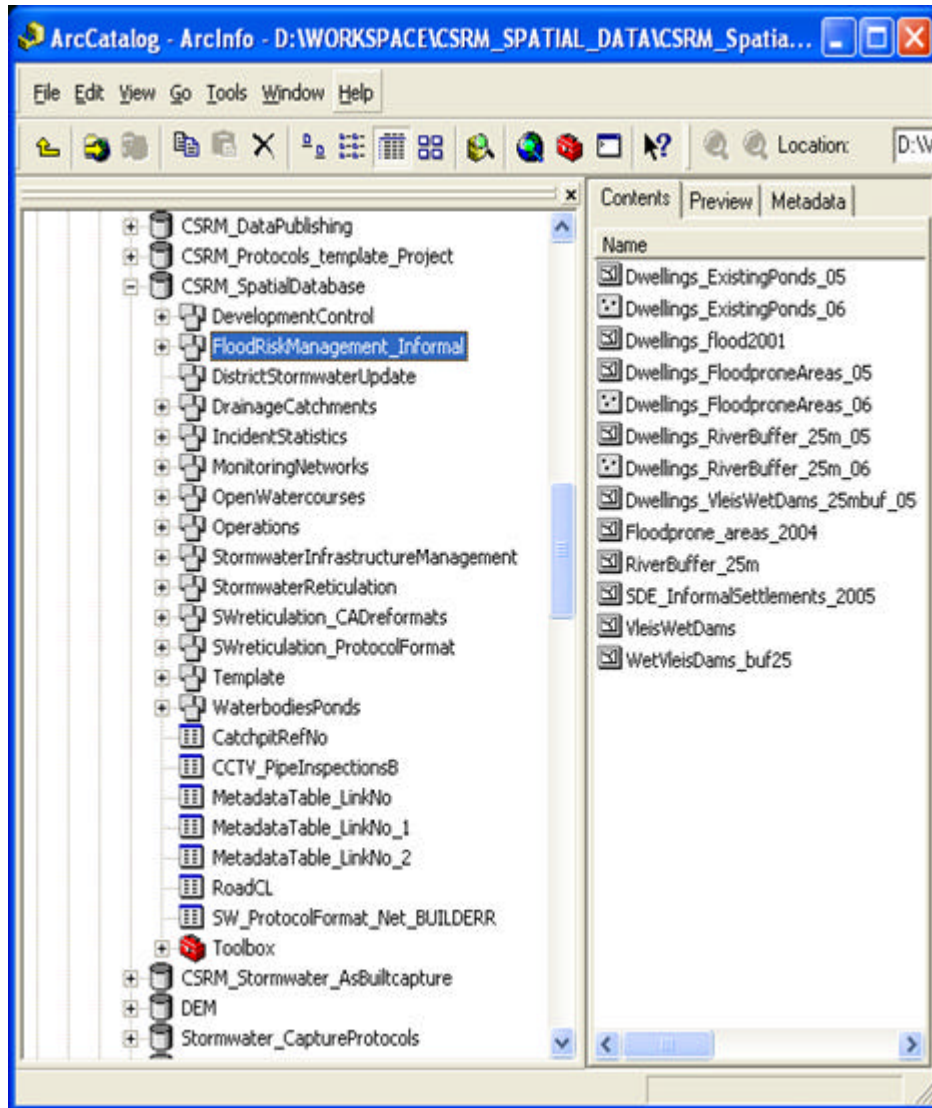 ArcCatalog - ArcInfo - D:\WORKSPACE\CSRM_SPATIAL_DATA\CSRM_Spatia...
File Edit View Go Tools Window Help
Location: D:\W
CSRM_DataPublishing
CSRM_Protocols_template_Project
CSRM_SpatialDatabase
DevelopmentControl
FloodRiskManagement_Informal
DistrictStormwaterUpdate
DrainageCatchments
IncidentStatistics
MonitoringNetworks
OpenWatercourses
Operations
StormwaterInfrastructureManagement
StormwaterReticulation
SWreticulation_CADreformats
SWreticulation_ProtocolFormat
Template
WaterbodiesPonds
CatchpitRefNo
CCTV_PipeInspectionsB
MetadataTable_LinkNo
MetadataTable_LinkNo_1
MetadataTable_LinkNo_2
RoadCL
SW_ProtocolFormat_Net_BUILDERR
Toolbox
CSRM_Stormwater_AsBuiltcapture
DEM
Stormwater_CaptureProtocols
Contents Preview Metadata
Name
Dwellings_ExistingPonds_05
Dwellings_ExistingPonds_06
Dwellings_flood2001
Dwellings_FloodproneAreas_05
Dwellings_FloodproneAreas_06
Dwellings_RiverBuffer_25m_05
Dwellings_RiverBuffer_25m_06
Dwellings_VleisWetDams_25mbuf_05
Floodprone_areas_2004
RiverBuffer_25m
SDE_InformalSettlements_2005
VleisWetDams
WetVleisDams_buf25